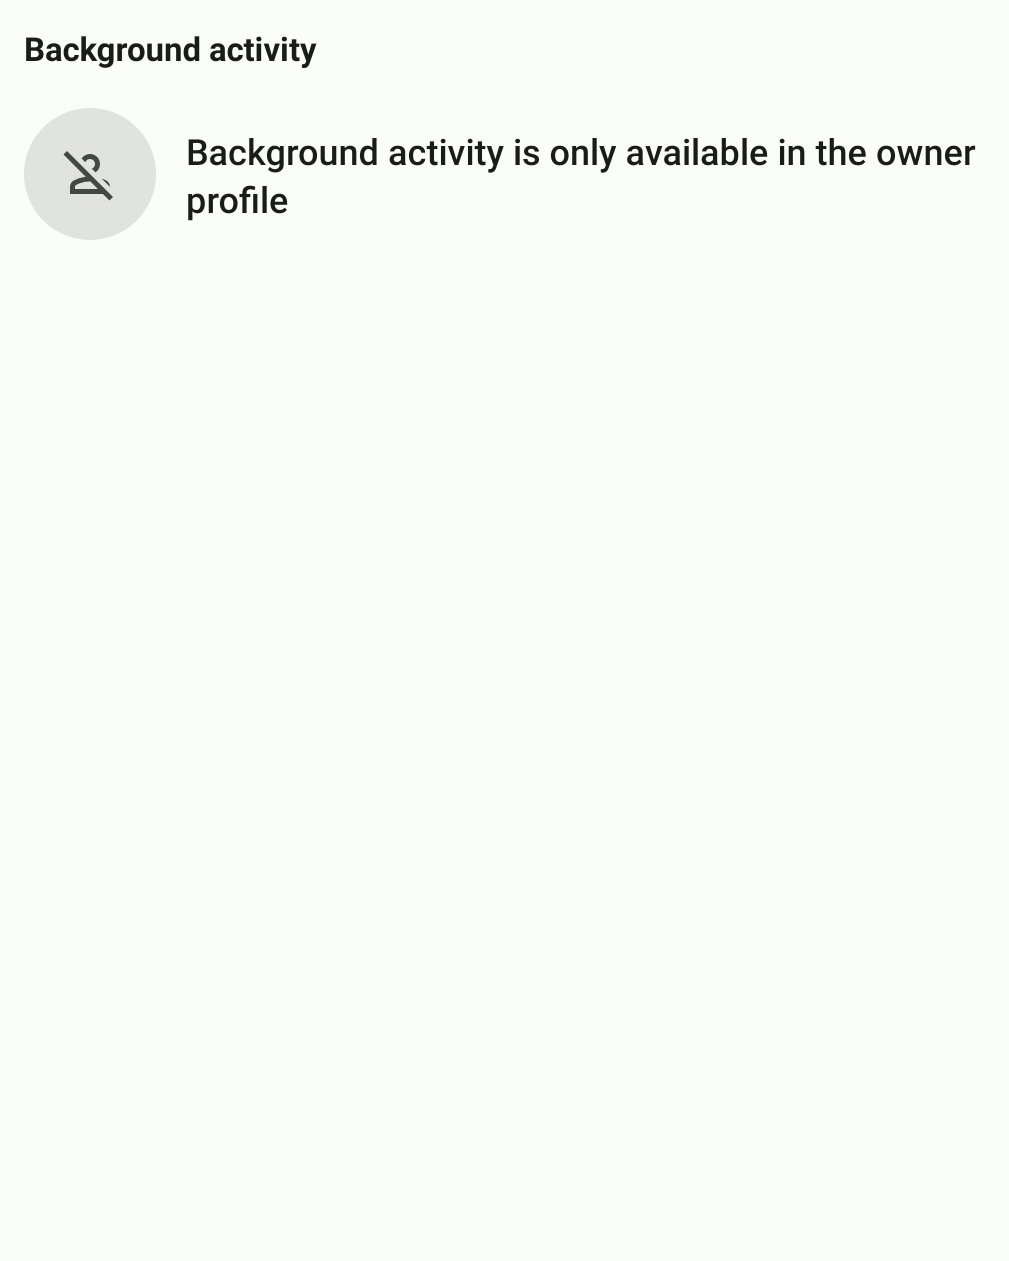 Background activity
Background activity is only available in the owner
profile